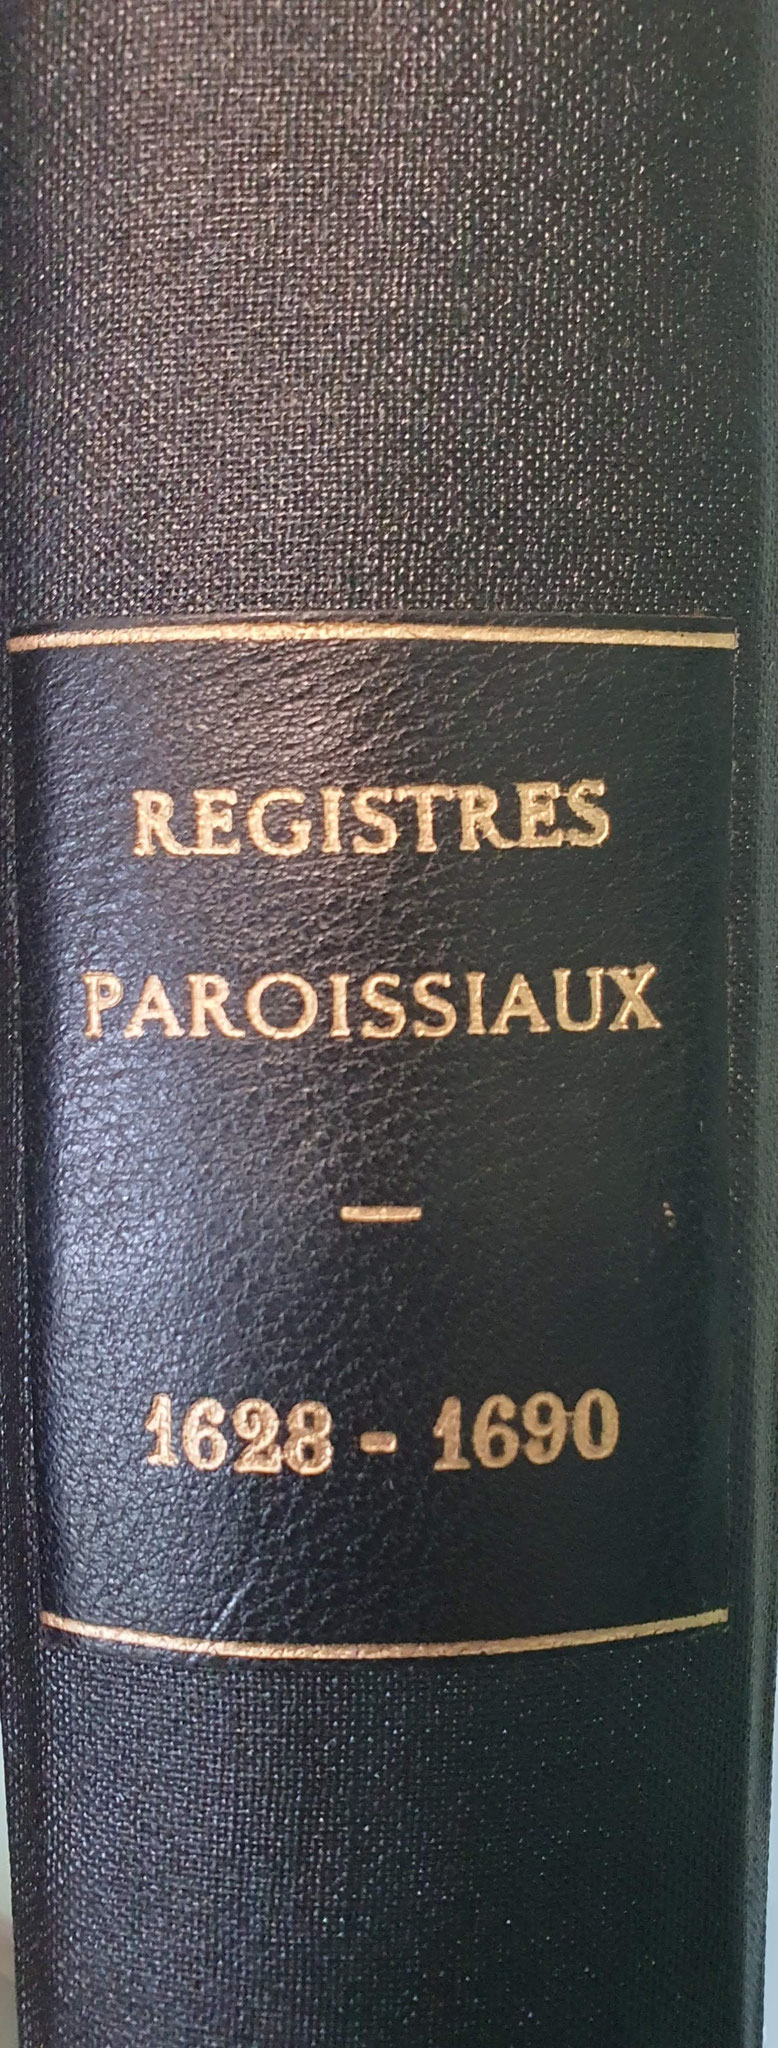 REGISTRES
PAROISSIAUX
—
1628 - 1690